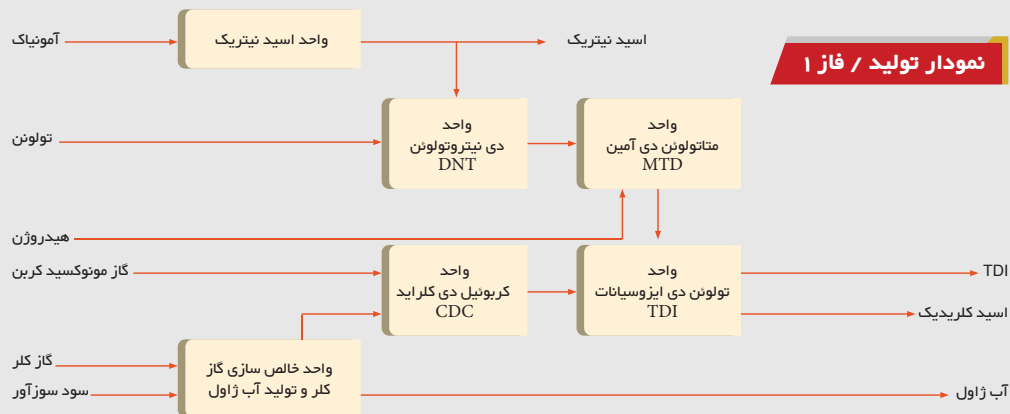 نمودار تولید / فاز ۱
آمونیاک
واحد اسید نیتریک
اسید نیتریک
تولوئن
واحد
دی نیتروتولوئن
DNT
واحد
متاتولوئن دی آمین
MTD
هیدروژن
گاز مونوکسید کربن
واحد
کربونیل دی کلراید
CDC
واحد
تولوئن دی ایزوسیانات
TDI
TDI
اسید کلریدیک
گاز کلر
سود سوزآور
واحد خالص سازی گاز
کلر و تولید آب ژاول
آب ژاول